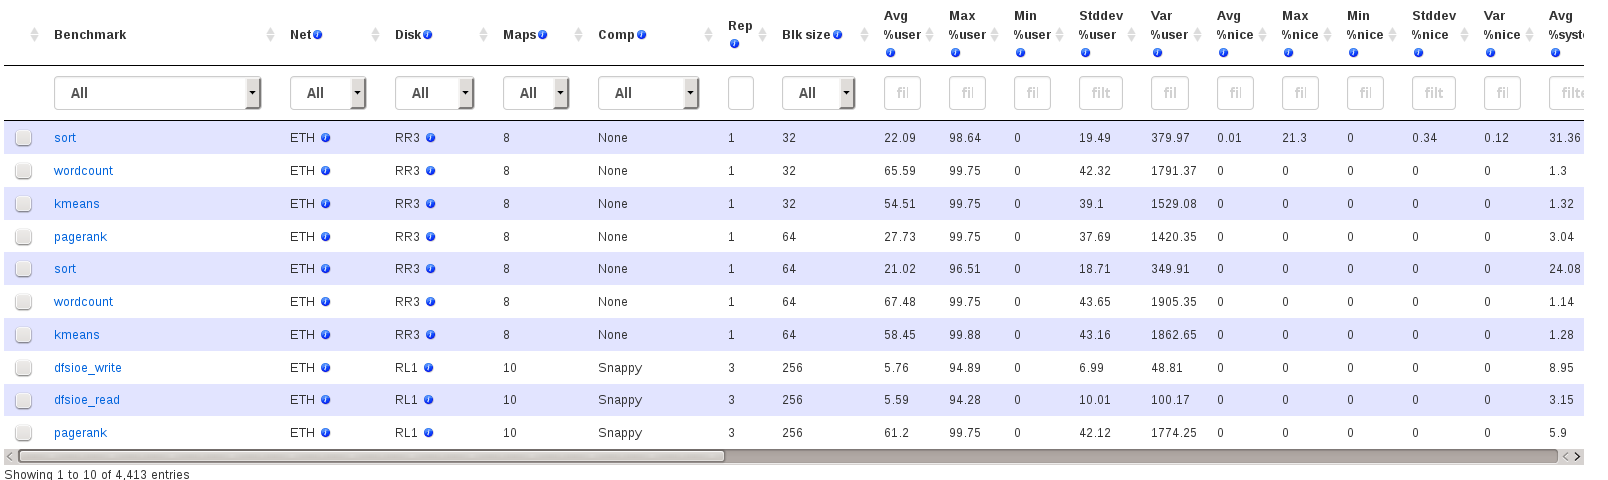 Benchmark Net Disk Maps Comp Rep Blk size Avg %user Max %user Min %user Stddev %user Var %user Avg %nice Max %nice Min %nice Stddev %nice Var %nice Avg %syst
All All All All All All fil fil fil filt fil fil fil fil filt fil filte
sort ETH RR3 8 None 1 32 22.09 98.64 0 19.49 379.97 0.01 21.3 0 0.34 0.12 31.36
wordcount ETH RR3 8 None 1 32 65.59 99.75 0 42.32 1791.37 0 0 0 0 0 1.3
kmeans ETH RR3 8 None 1 32 54.51 99.75 0 39.1 1529.08 0 0 0 0 0 1.32
pagerank ETH RR3 8 None 1 64 27.73 99.75 0 37.69 1420.35 0 0 0 0 0 3.04
sort ETH RR3 8 None 1 64 21.02 96.51 0 18.71 349.91 0 0 0 0 0 24.08
wordcount ETH RR3 8 None 1 64 67.48 99.75 0 43.65 1905.35 0 0 0 0 0 1.14
kmeans ETH RR3 8 None 1 64 58.45 99.88 0 43.16 1862.65 0 0 0 0 0 1.28
dfsioe_write ETH RL1 10 Snappy 3 256 5.76 94.89 0 6.99 48.81 0 0 0 0 0 8.95
dfsioe_read ETH RL1 10 Snappy 3 256 5.59 94.28 0 10.01 100.17 0 0 0 0 0 3.15
pagerank ETH RL1 10 Snappy 3 256 61.2 99.75 0 42.12 1774.25 0 0 0 0 0 5.9
Showing 1 to 10 of 4,413 entries